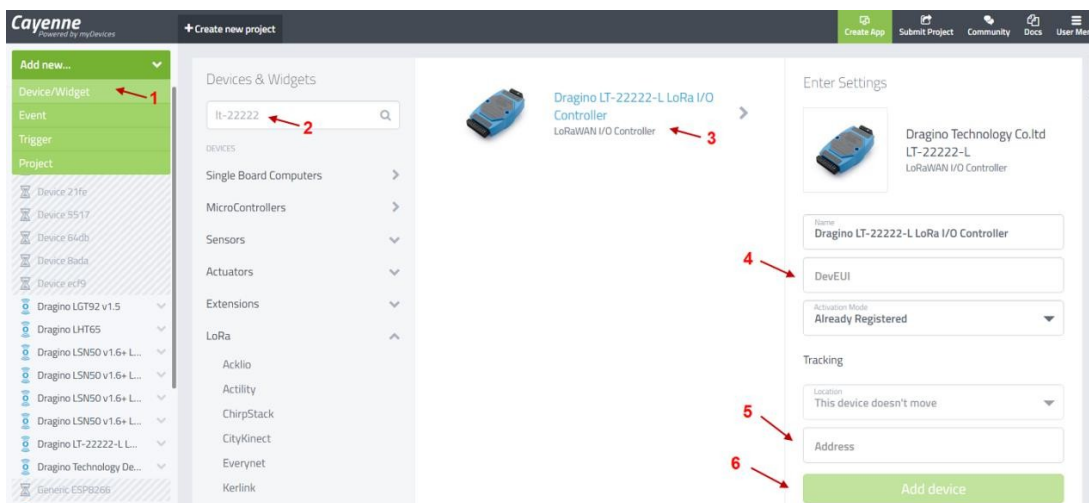 Cayenne
Powered by myDevices
+ Create new project
Create App
Submit Project
Community
Docs
User Men
Add new...
Device/Widget
1
Event
Trigger
Project
Device 21fe
Device 5517
Device 64db
Device 8ada
Device ecf9
Dragino LGT92 v1.5
Dragino LHT65
Dragino LSN50 v1.6+ L...
Dragino LSN50 v1.6+ L...
Dragino LSN50 v1.6+ L...
Dragino LSN50 v1.6+ L...
Dragino LT-22222-L L...
Dragino Technology De...
Generic ESP8266
Devices & Widgets
lt-22222
2
DEVICES
Single Board Computers
MicroControllers
Sensors
Actuators
Extensions
LoRa
Acklio
Actility
ChirpStack
CityKinect
Everynet
Kerlink
Dragino LT-22222-L LoRa I/O
Controller
LoRaWAN I/O Controller
3
Enter Settings
Dragino Technology Co.ltd
LT-22222-L
LoRaWAN I/O Controller
Name
Dragino LT-22222-L LoRa I/O Controller
4
DevEUI
Activation Mode
Already Registered
Tracking
Location
This device doesn't move
5
Address
6
Add device